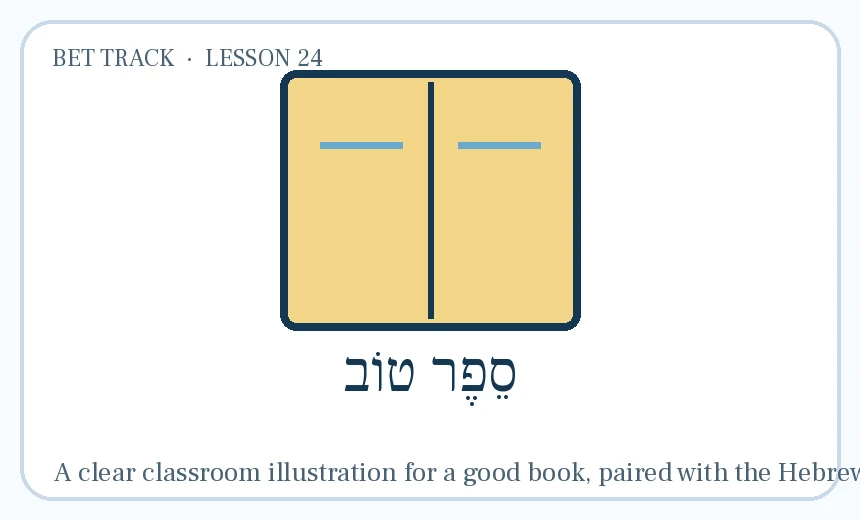 BET TRACK · LESSON 24
סֵפֶר טוֹב
A clear classroom illustration for a good book, paired with the Hebrew